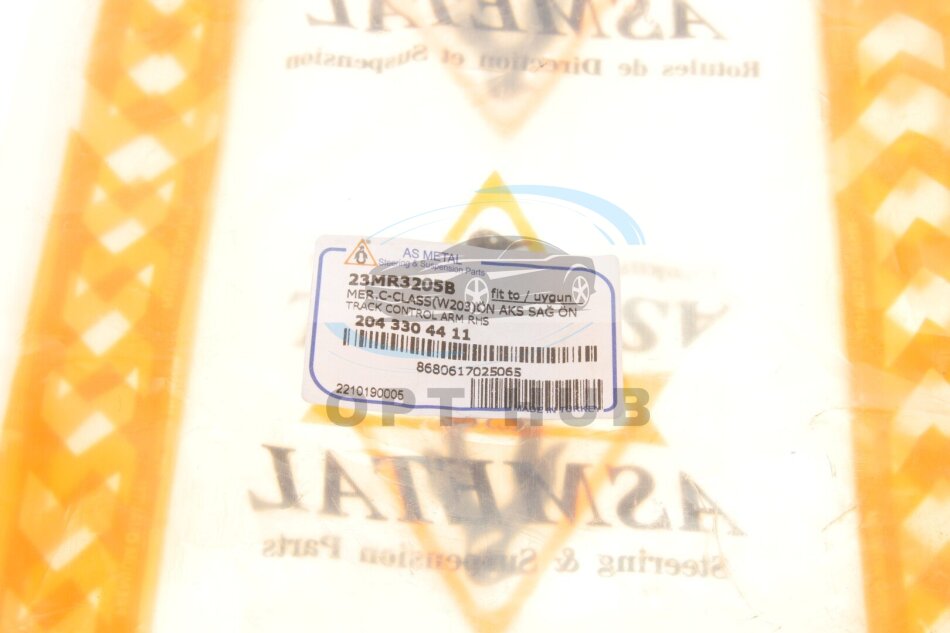 ASMETAL
Rotules de Direction et Suspension
AS METAL
Steering & Suspension Parts
23MR3205B
fit to / uygun
MER.C-CLASS(W203)ÖN AKS SAĞ ÖN
TRACK CONTROL ARM RHS
204 330 44 11
8680617025065
2210190005
MADE IN TURKEY
OPT HUB
ASMETAL
Steering & Suspension Parts